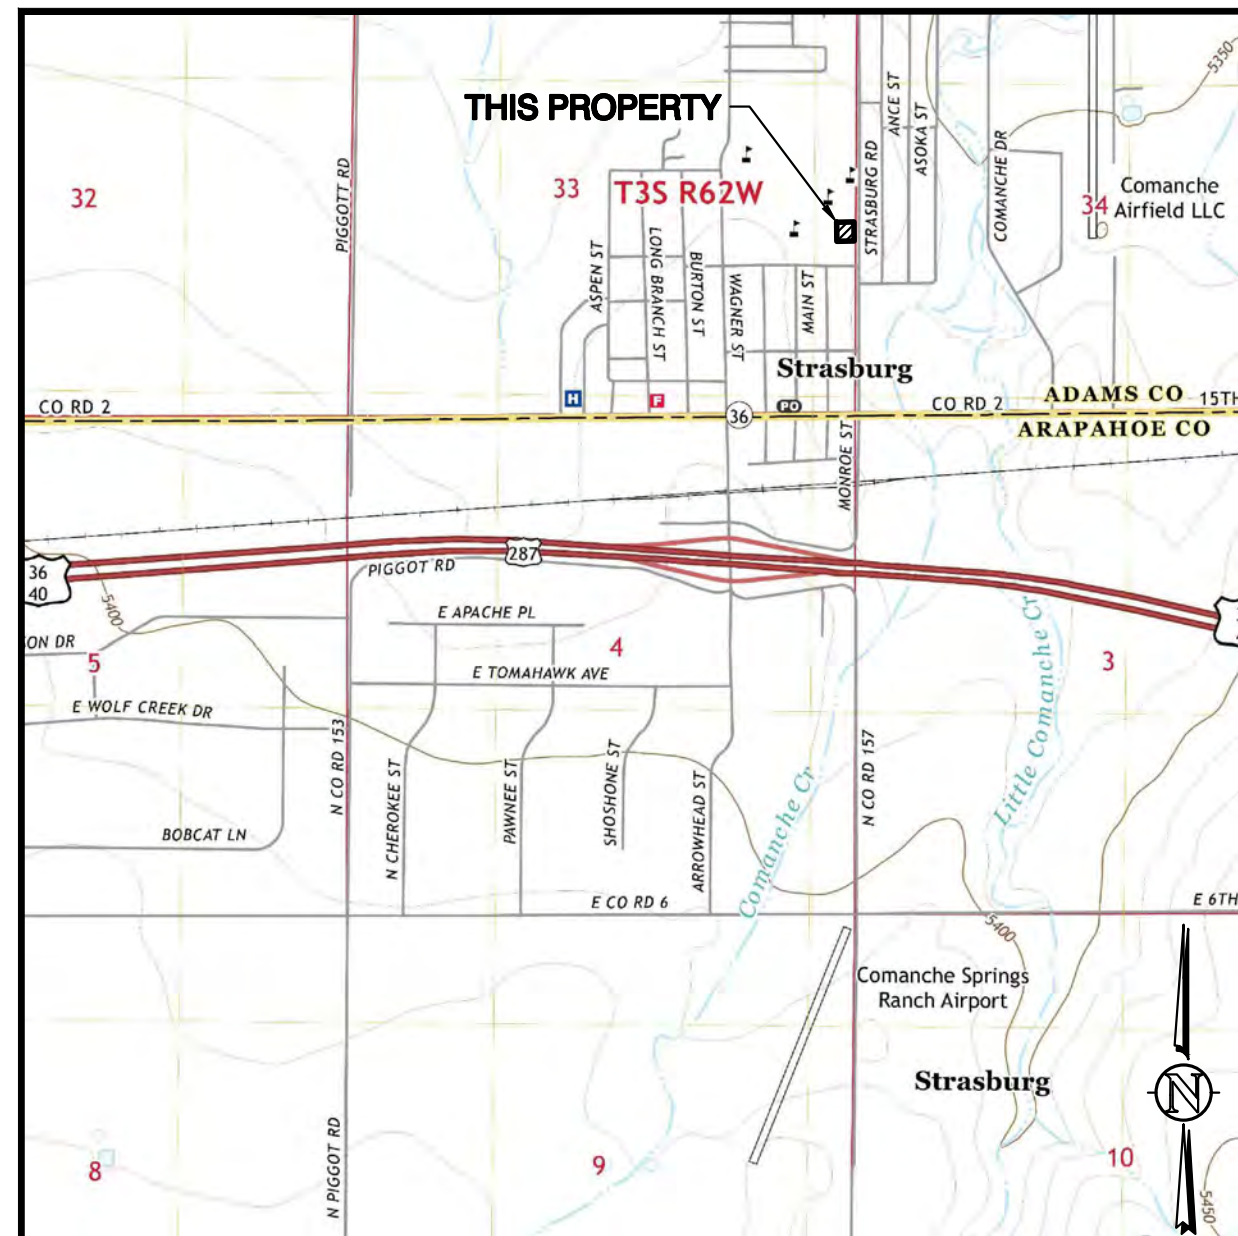 5350
THIS PROPERTY
ANCE ST
ASOKA ST
STRASBURG RD
COMANCHE DR
PIGGOTT RD
32
33
T3S R62W
34
Comanche
Airfield LLC
ASPEN ST
LONG BRANCH ST
BURTON ST
WAGNER ST
MAIN ST
Strasburg
H
F
PO
CO RD 2
36
CO RD 2
ADAMS CO
15TH
ARAPAHOE CO
MONROE ST
36
40
287
PIGGOT RD
5400
E APACHE PL
SON DR
5
4
3
E TOMAHAWK AVE
E WOLF CREEK DR
N CO RD 153
BOBCAT LN
N CHEROKEE ST
PAWNEE ST
SHOSHONE ST
ARROWHEAD ST
Comanche Cr
N CO RD 157
Little Comanche Cr
E CO RD 6
E 6TH
5400
Comanche Springs
Ranch Airport
Strasburg
N
N PIGGOT RD
8
9
10
5450